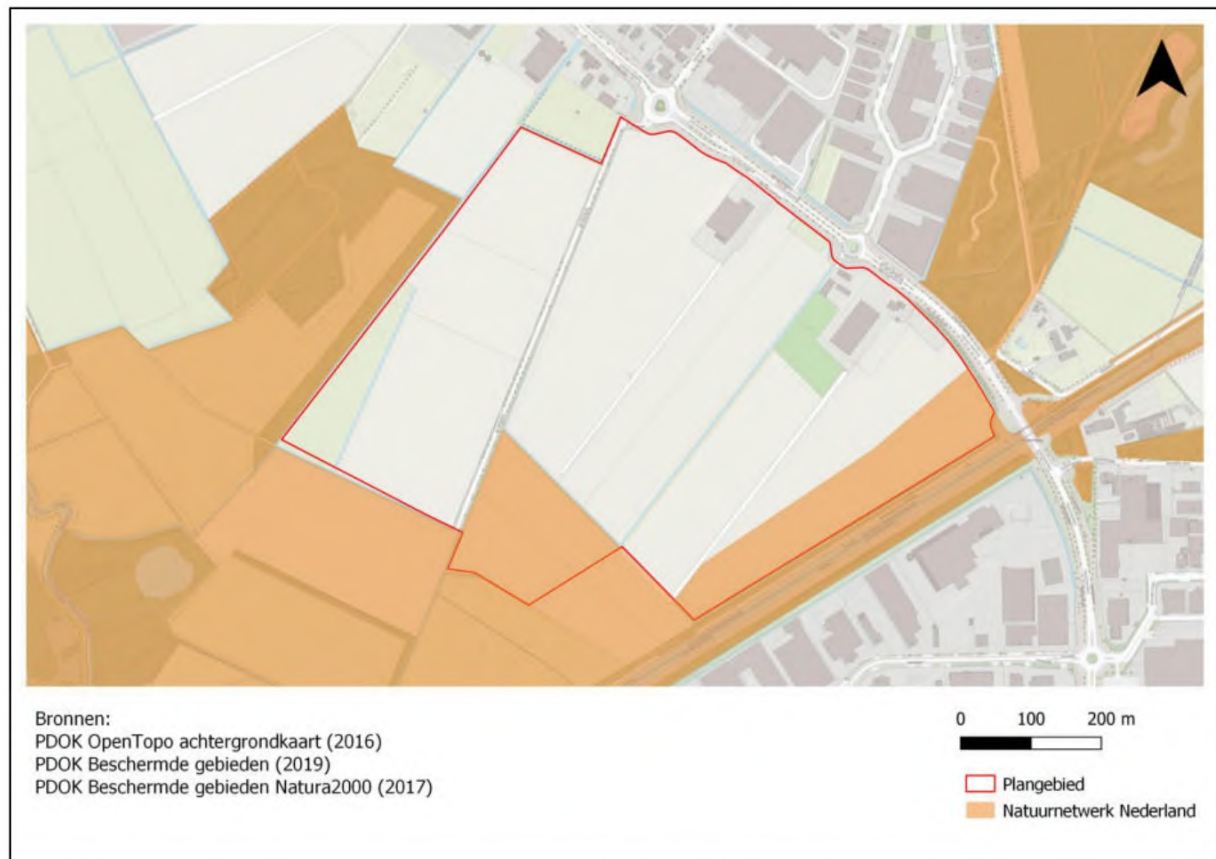 Bronnen:
PDOK OpenTopo achtergrondkaart (2016)
PDOK Beschermde gebieden (2019)
PDOK Beschermde gebieden Natura2000 (2017)
0 100 200 m
Plangebied
Natuurnetwerk Nederland